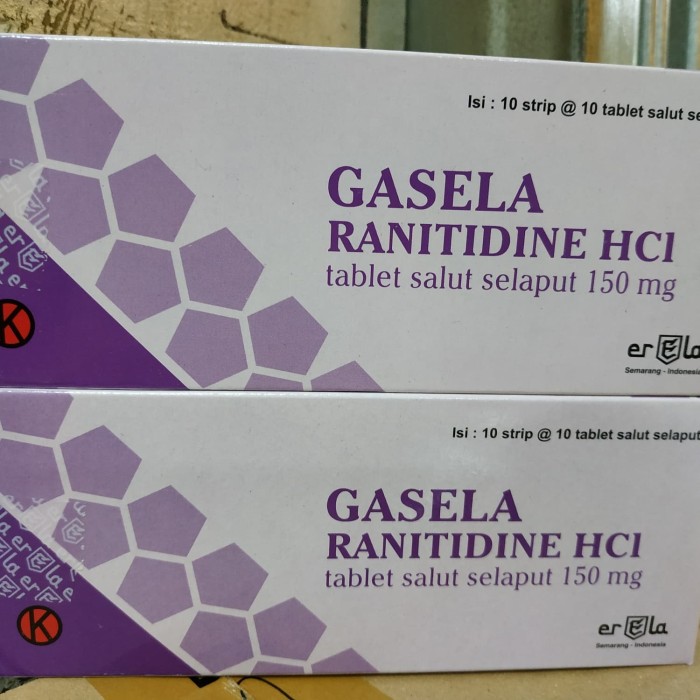 Isi : 10 strip @ 10 tablet salut se
GASELA
RANITIDINE HCl
tablet salut selaput 150 mg
erEla
Semarang - Indonesia
K
Isi : 10 strip @ 10 tablet salut selaput
GASELA
RANITIDINE HCl
tablet salut selaput 150 mg
erEla
Semarang - Indonesia
K